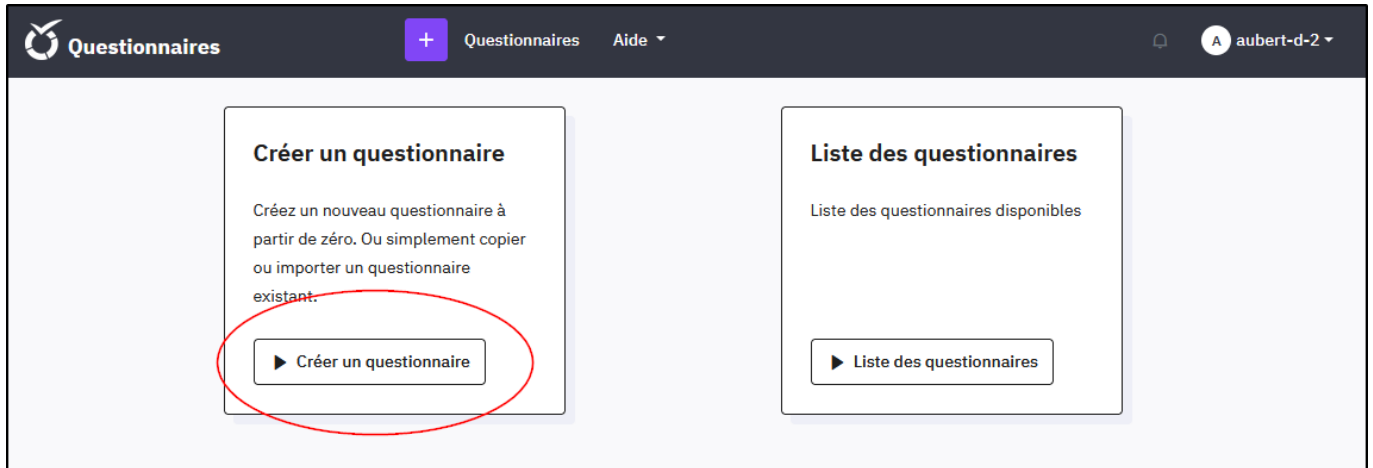 Questionnaires
+ Questionnaires Aide
A aubert-d-2
Créer un questionnaire
Créez un nouveau questionnaire à
partir de zéro. Ou simplement copier
ou importer un questionnaire
existant.
Créer un questionnaire
Liste des questionnaires
Liste des questionnaires disponibles
Liste des questionnaires